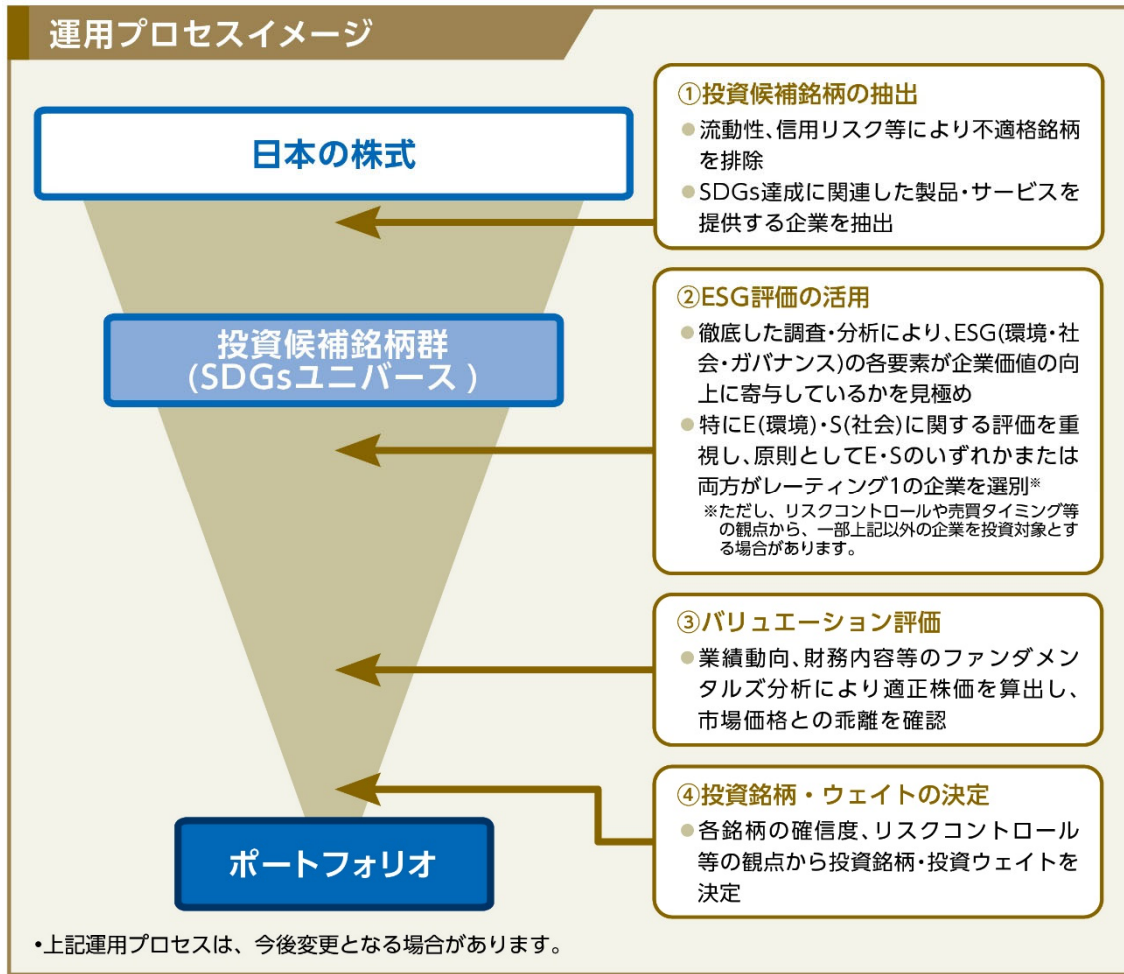 運用プロセスイメージ
日本の株式
投資候補銘柄群
(SDGsユニバース )
ポートフォリオ
①投資候補銘柄の抽出
●流動性、信用リスク等により不適格銘柄
を排除
●SDGs達成に関連した製品・サービスを
提供する企業を抽出
②ESG評価の活用
●徹底した調査・分析により、ESG(環境・社
会・ガバナンス)の各要素が企業価値の向
上に寄与しているかを見極め
●特にE(環境)・S(社会)に関する評価を重
視し、原則としてE・Sのいずれかまたは
両方がレーティング1の企業を選別※
※ただし、リスクコントロールや売買タイミング等
の観点から、一部上記以外の企業を投資対象とす
る場合があります。
③バリュエーション評価
●業績動向、財務内容等のファンダメン
タルズ分析により適正株価を算出し、
市場価格との乖離を確認
④投資銘柄・ウェイトの決定
●各銘柄の確信度、リスクコントロール
等の観点から投資銘柄・投資ウェイトを
決定
•上記運用プロセスは、今後変更となる場合があります。